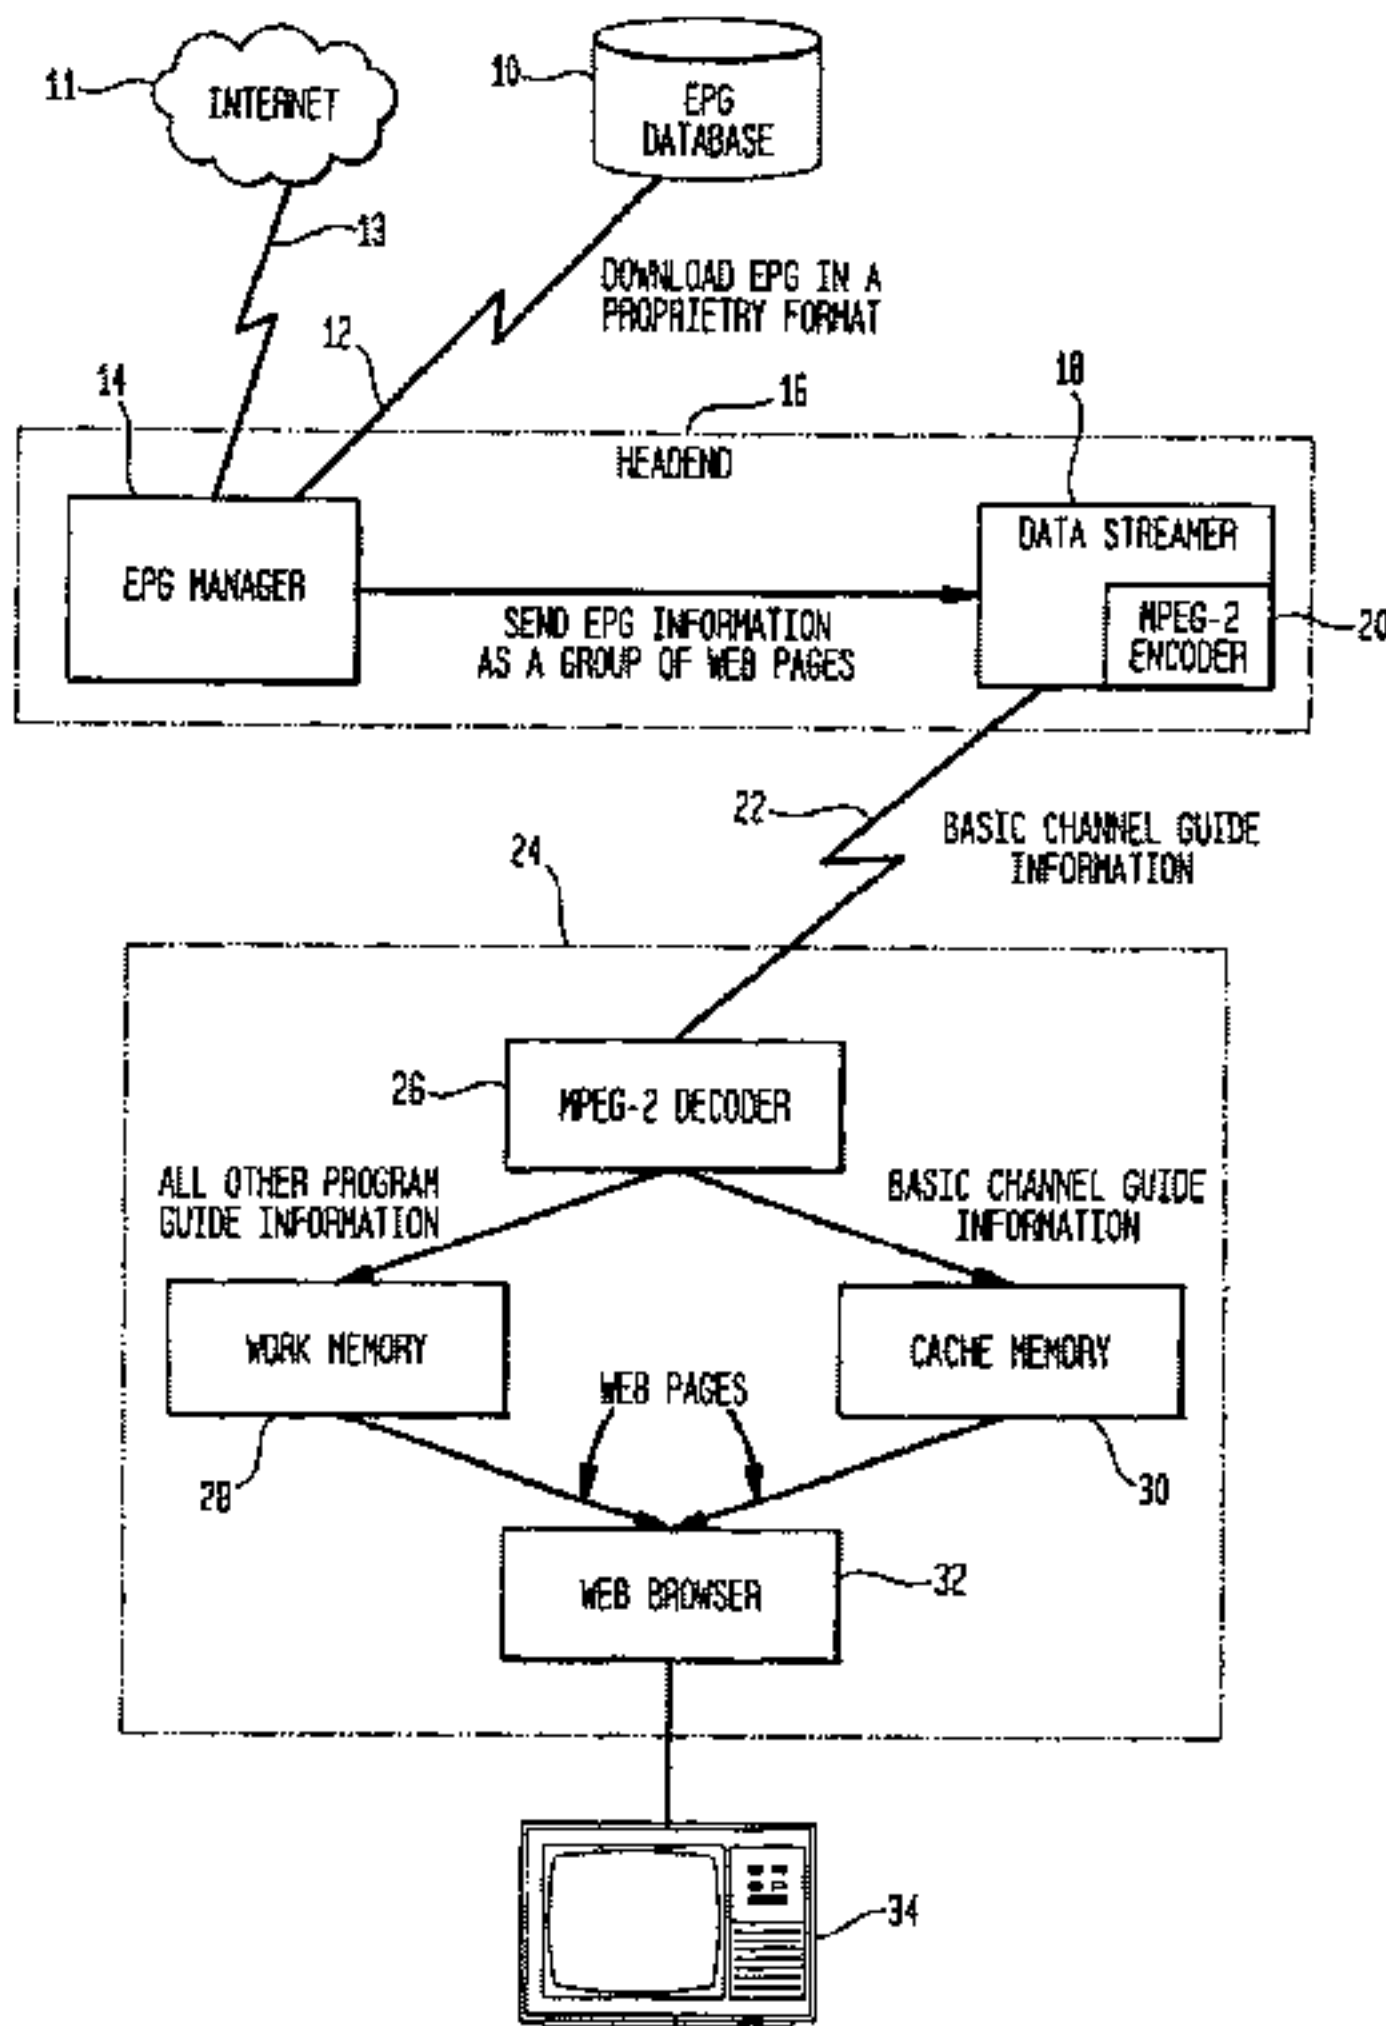 11
INTERNET
10
EPG
DATABASE
13
DOWNLOAD EPG IN A
PROPRIETRY FORMAT
12
14
16
18
HEADEND
EPG MANAGER
DATA STREAMER
MPEG-2
ENCODER
20
SEND EPG INFORMATION
AS A GROUP OF WEB PAGES
22
BASIC CHANNEL GUIDE
INFORMATION
24
26
MPEG-2 DECODER
ALL OTHER PROGRAM
GUIDE INFORMATION
BASIC CHANNEL GUIDE
INFORMATION
WORK MEMORY
CACHE MEMORY
WEB PAGES
28
30
WEB BROWSER
32
34